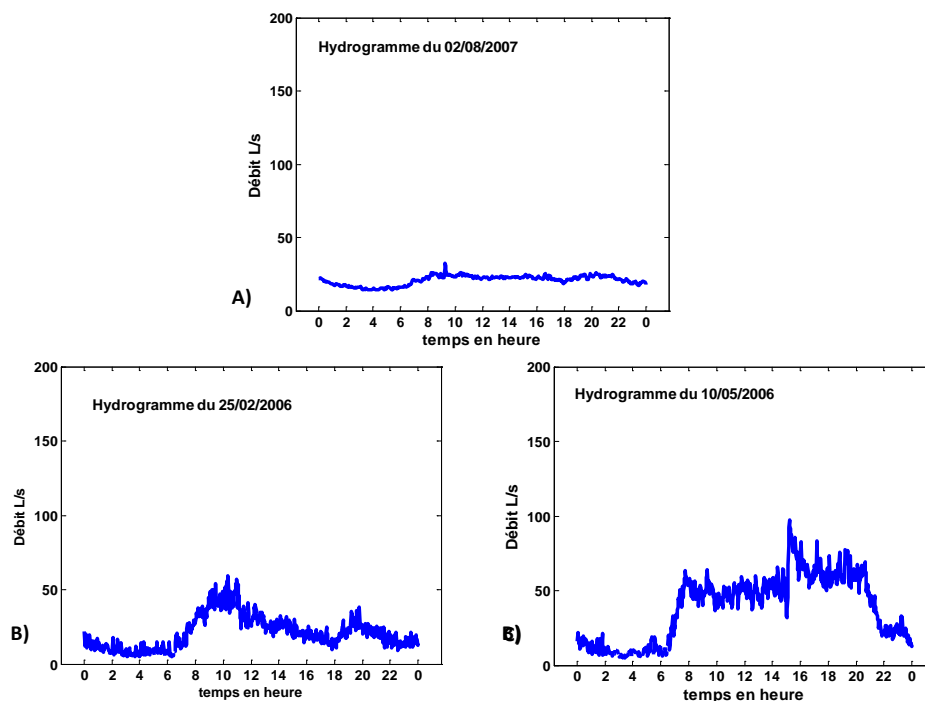 200
Hydrogramme du 02/08/2007
150
Débit L/s
100
50
A)
0
0 2 4 6 8 10 12 14 16 18 20 22 0
temps en heure
200
Hydrogramme du 25/02/2006
150
Débit L/s
100
50
B)
0
0 2 4 6 8 10 12 14 16 18 20 22 0
temps en heure
200
Hydrogramme du 10/05/2006
150
Débit L/s
100
50
0
0 2 4 6 8 10 12 14 16 18 20 22 0
temps en heure